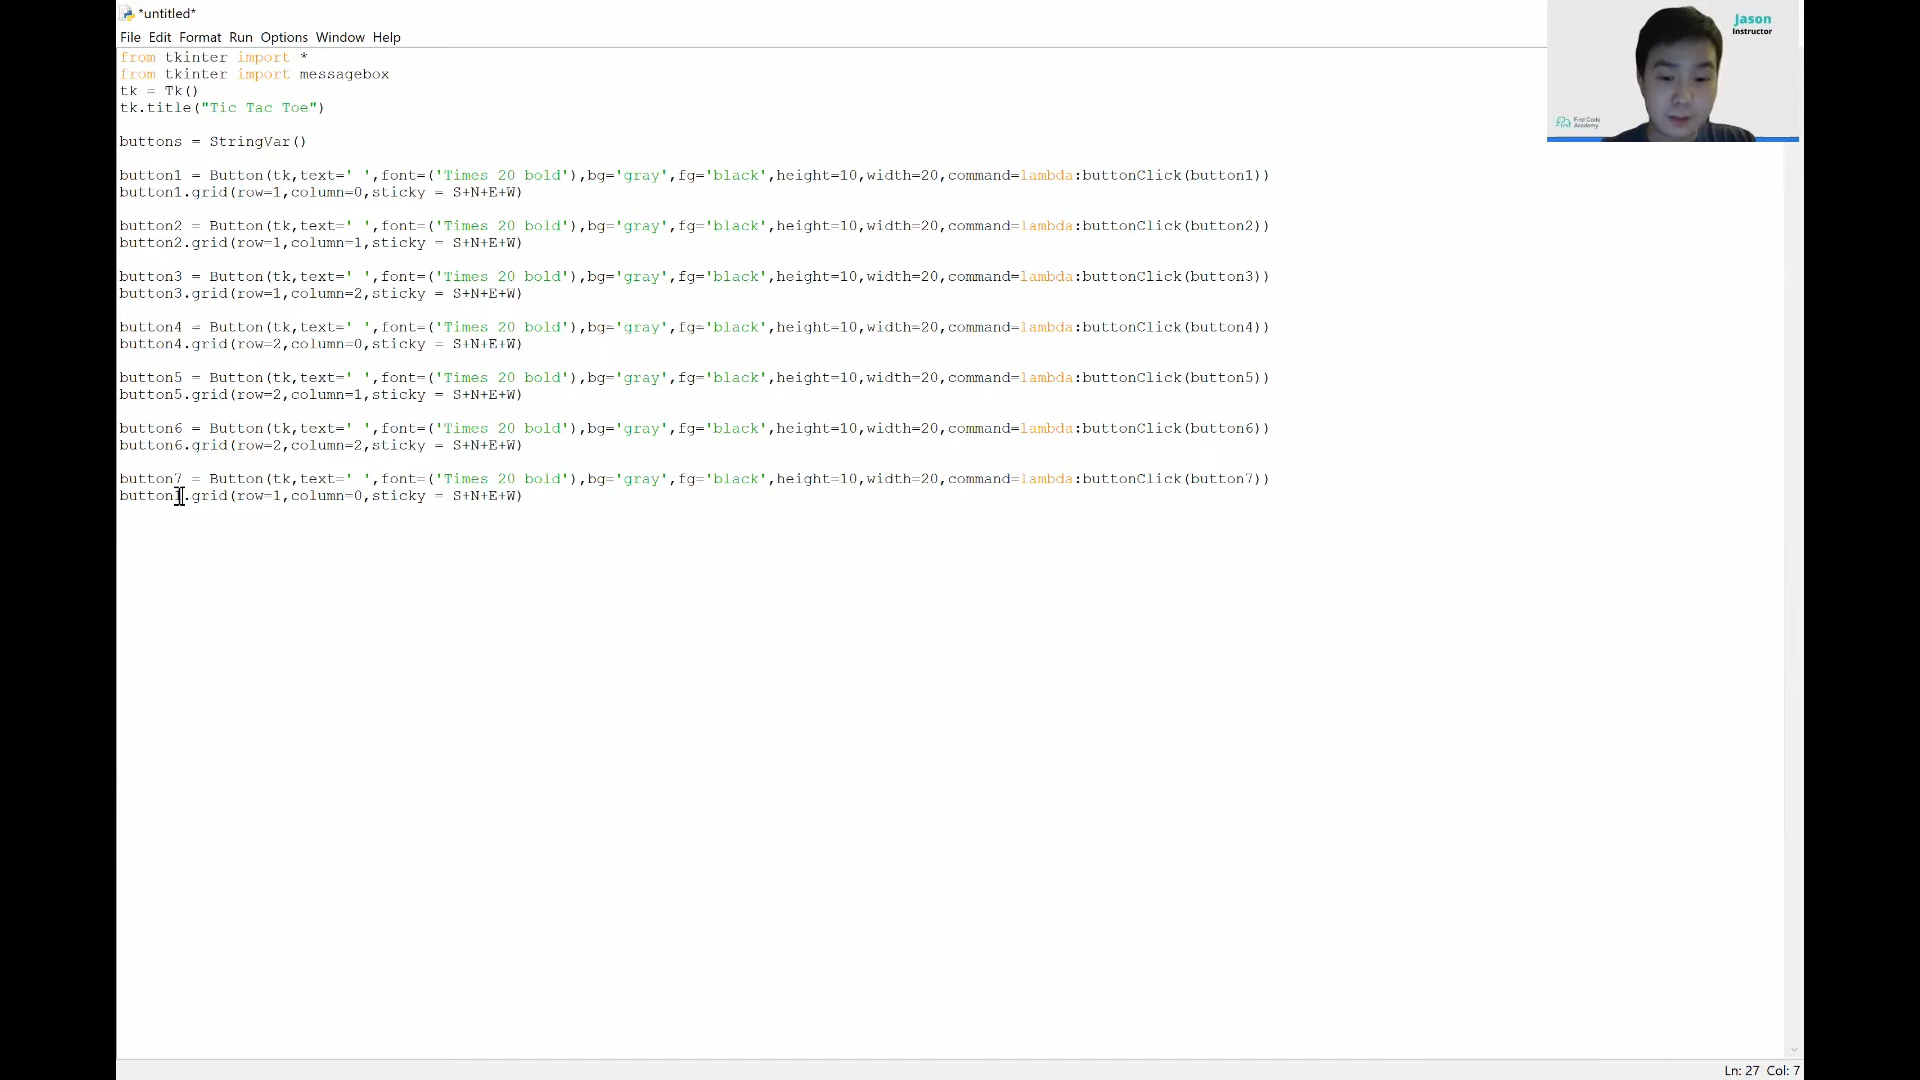 *untitled*
File Edit Format Run Options Window Help
from tkinter import *
from tkinter import messagebox
tk = Tk()
tk.title("Tic Tac Toe")
buttons = StringVar()
button1 = Button(tk,text=' ',font=('Times 20 bold'),bg='gray',fg='black',height=10,width=20,command=lambda:buttonClick(button1))
button1.grid(row=1,column=0,sticky = S+N+E+W)
button2 = Button(tk,text=' ',font=('Times 20 bold'),bg='gray',fg='black',height=10,width=20,command=lambda:buttonClick(button2))
button2.grid(row=1,column=1,sticky = S+N+E+W)
button3 = Button(tk,text=' ',font=('Times 20 bold'),bg='gray',fg='black',height=10,width=20,command=lambda:buttonClick(button3))
button3.grid(row=1,column=2,sticky = S+N+E+W)
button4 = Button(tk,text=' ',font=('Times 20 bold'),bg='gray',fg='black',height=10,width=20,command=lambda:buttonClick(button4))
button4.grid(row=2,column=0,sticky = S+N+E+W)
button5 = Button(tk,text=' ',font=('Times 20 bold'),bg='gray',fg='black',height=10,width=20,command=lambda:buttonClick(button5))
button5.grid(row=2,column=1,sticky = S+N+E+W)
button6 = Button(tk,text=' ',font=('Times 20 bold'),bg='gray',fg='black',height=10,width=20,command=lambda:buttonClick(button6))
button6.grid(row=2,column=2,sticky = S+N+E+W)
button7 = Button(tk,text=' ',font=('Times 20 bold'),bg='gray',fg='black',height=10,width=20,command=lambda:buttonClick(button7))
button1.grid(row=1,column=0,sticky = S+N+E+W)
Jason
Instructor
First Code
Academy
Ln: 27 Col: 7